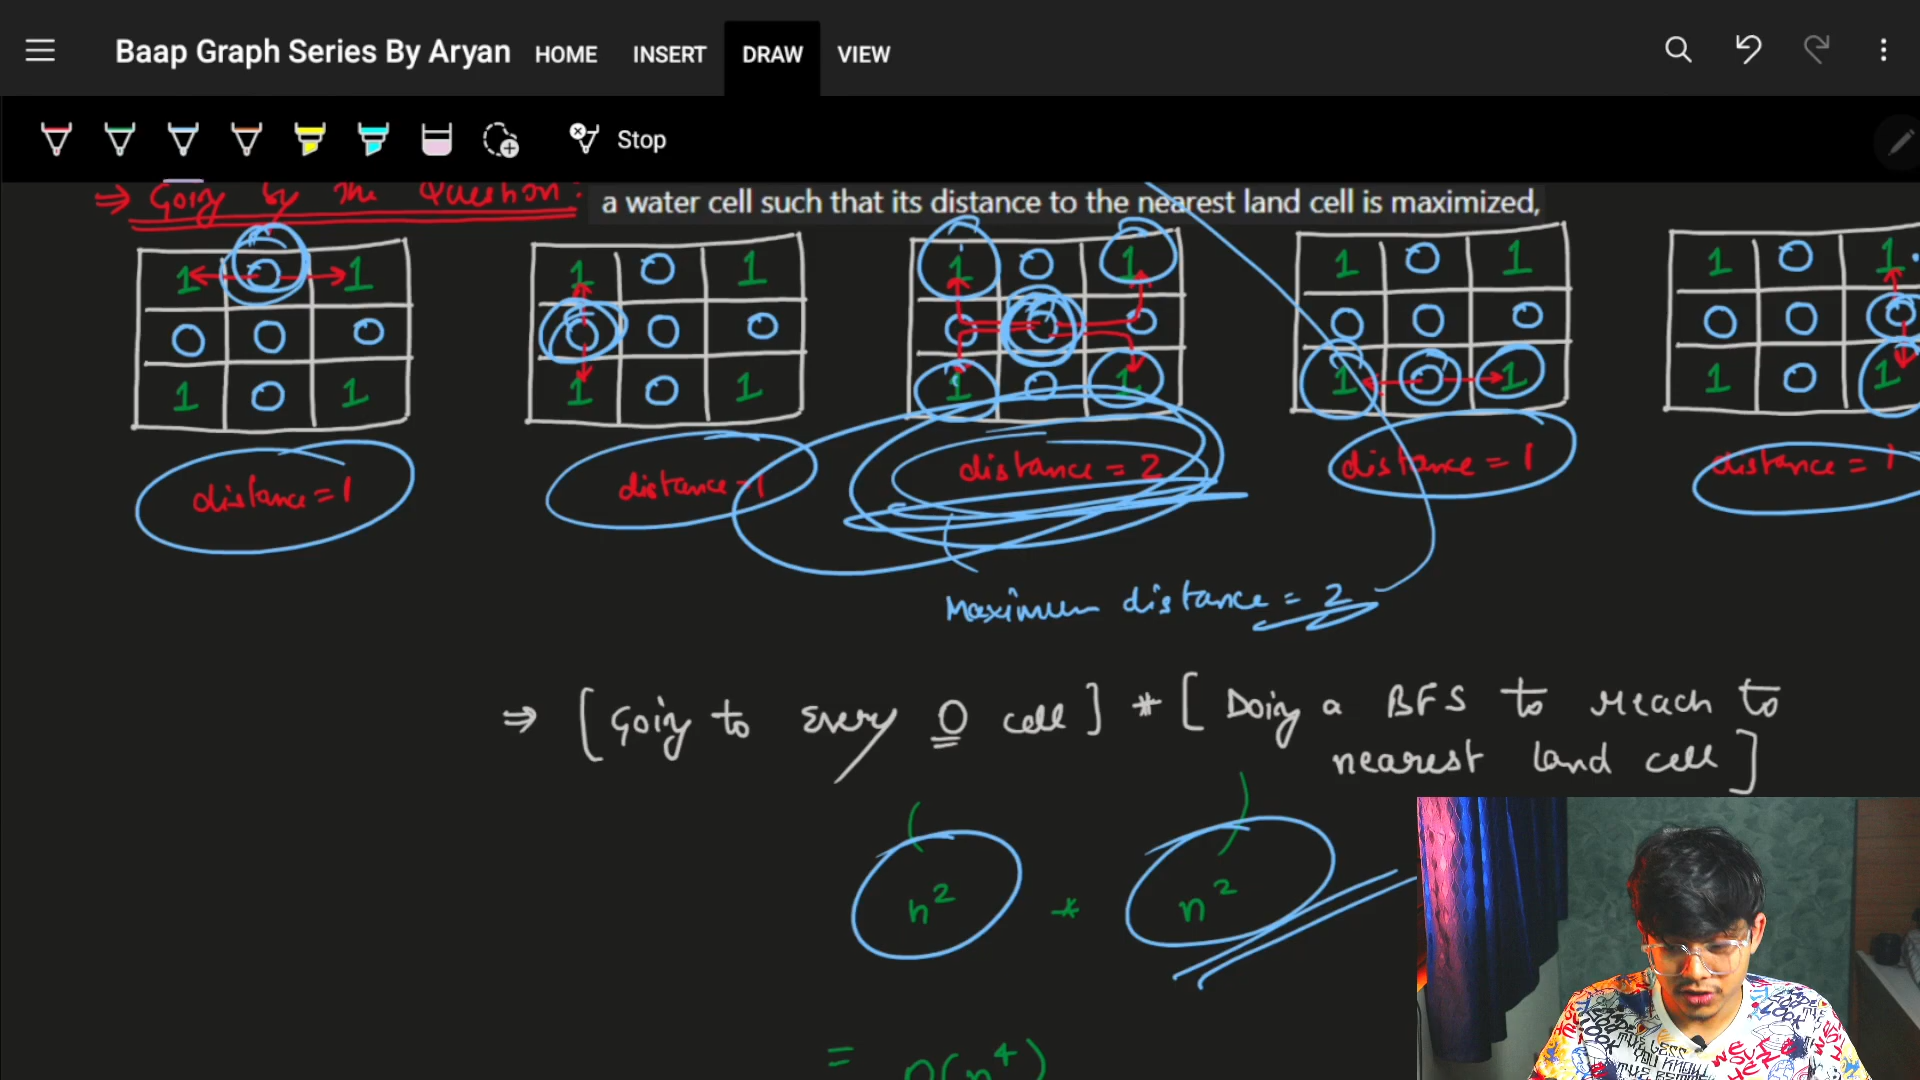 Baap Graph Series By Aryan HOME INSERT DRAW VIEW
Stop
⇒ Going by the Question:
a water cell such that its distance to the nearest land cell is maximized,
1 0 1 1 0 1 1 0 1 1 0 1 1 0 1
0 0 0 0 0 0 0 0 0 0 0 0 0 0 0
1 0 1 1 0 1 1 0 1 1 0 1 1 0 1
distance = 1 distance = 1 distance = 2 distance = 1 distance = 1
Maximum distance = 2
⇒ [Going to every 0 cell] * [Doing a BFS to reach to
nearest land cell]
n² * n²
= O(n⁴)